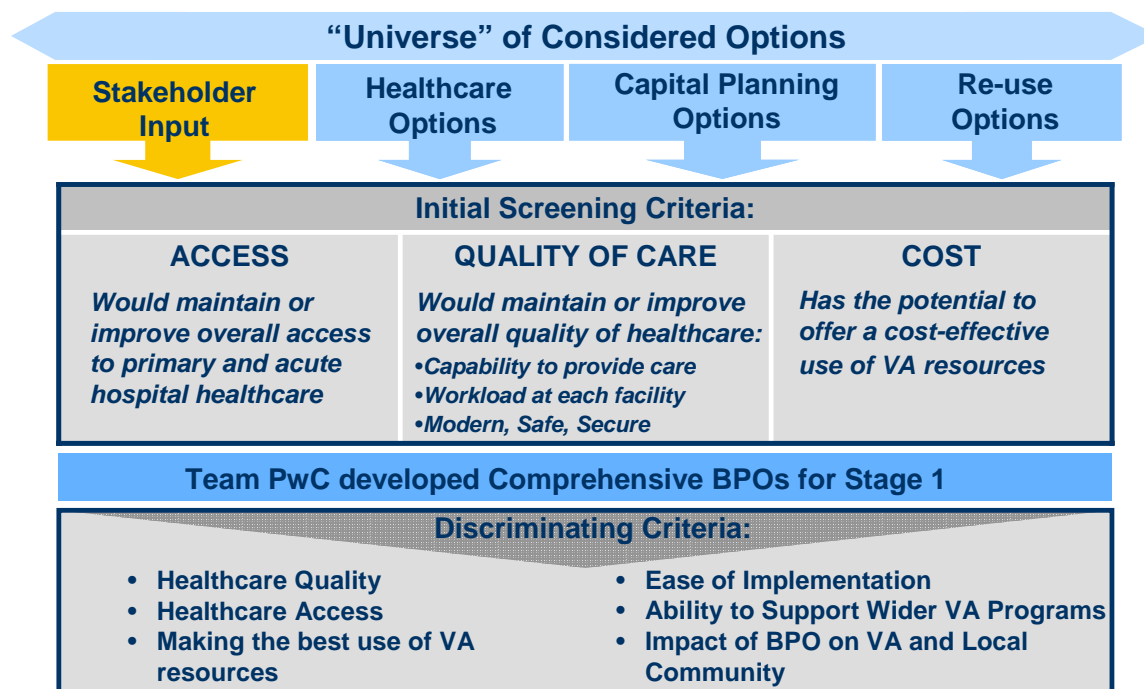 “Universe” of Considered Options
Stakeholder
Input
Healthcare
Options
Capital Planning
Options
Re-use
Options
Initial Screening Criteria:
ACCESS
Would maintain or
improve overall access
to primary and acute
hospital healthcare
QUALITY OF CARE
Would maintain or improve
overall quality of healthcare:
•Capability to provide care
•Workload at each facility
•Modern, Safe, Secure
COST
Has the potential to
offer a cost-effective
use of VA resources
Team PwC developed Comprehensive BPOs for Stage 1
Discriminating Criteria:
• Healthcare Quality
• Healthcare Access
• Making the best use of VA
resources
• Ease of Implementation
• Ability to Support Wider VA Programs
• Impact of BPO on VA and Local
Community